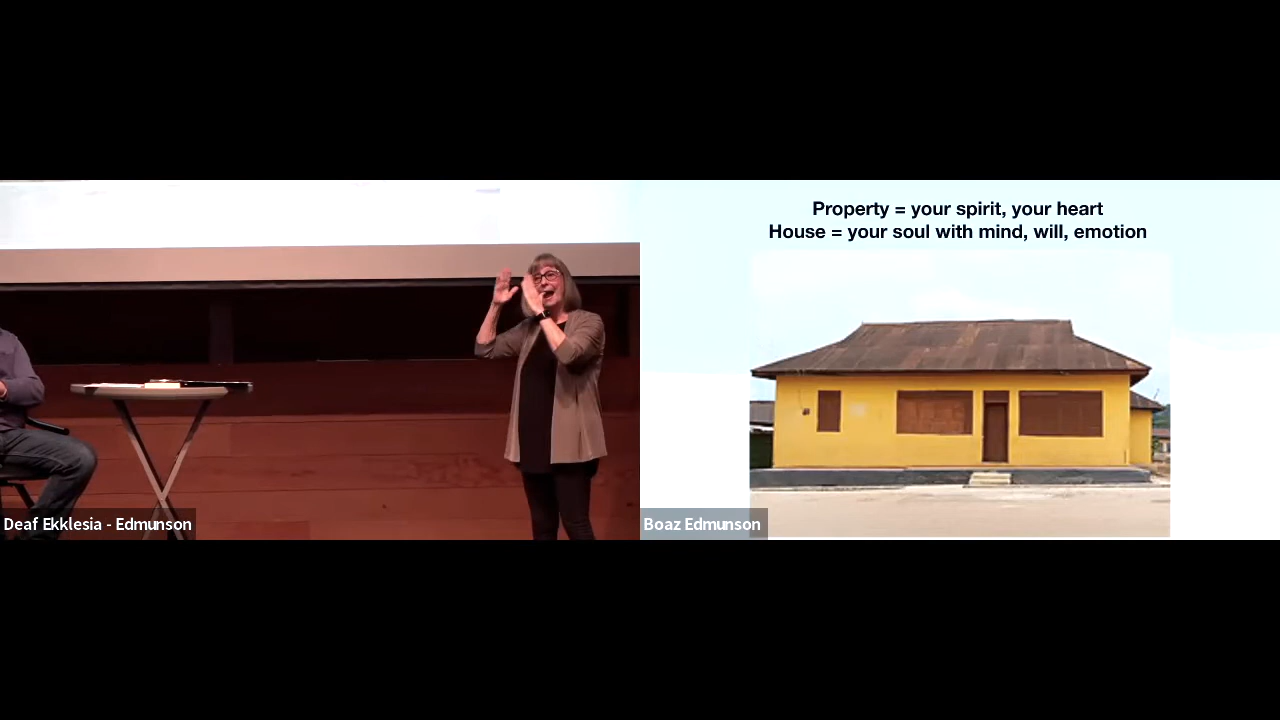 Property = your spirit, your heart
House = your soul with mind, will, emotion
Deaf Ekklesia - Edmunson
Boaz Edmunson